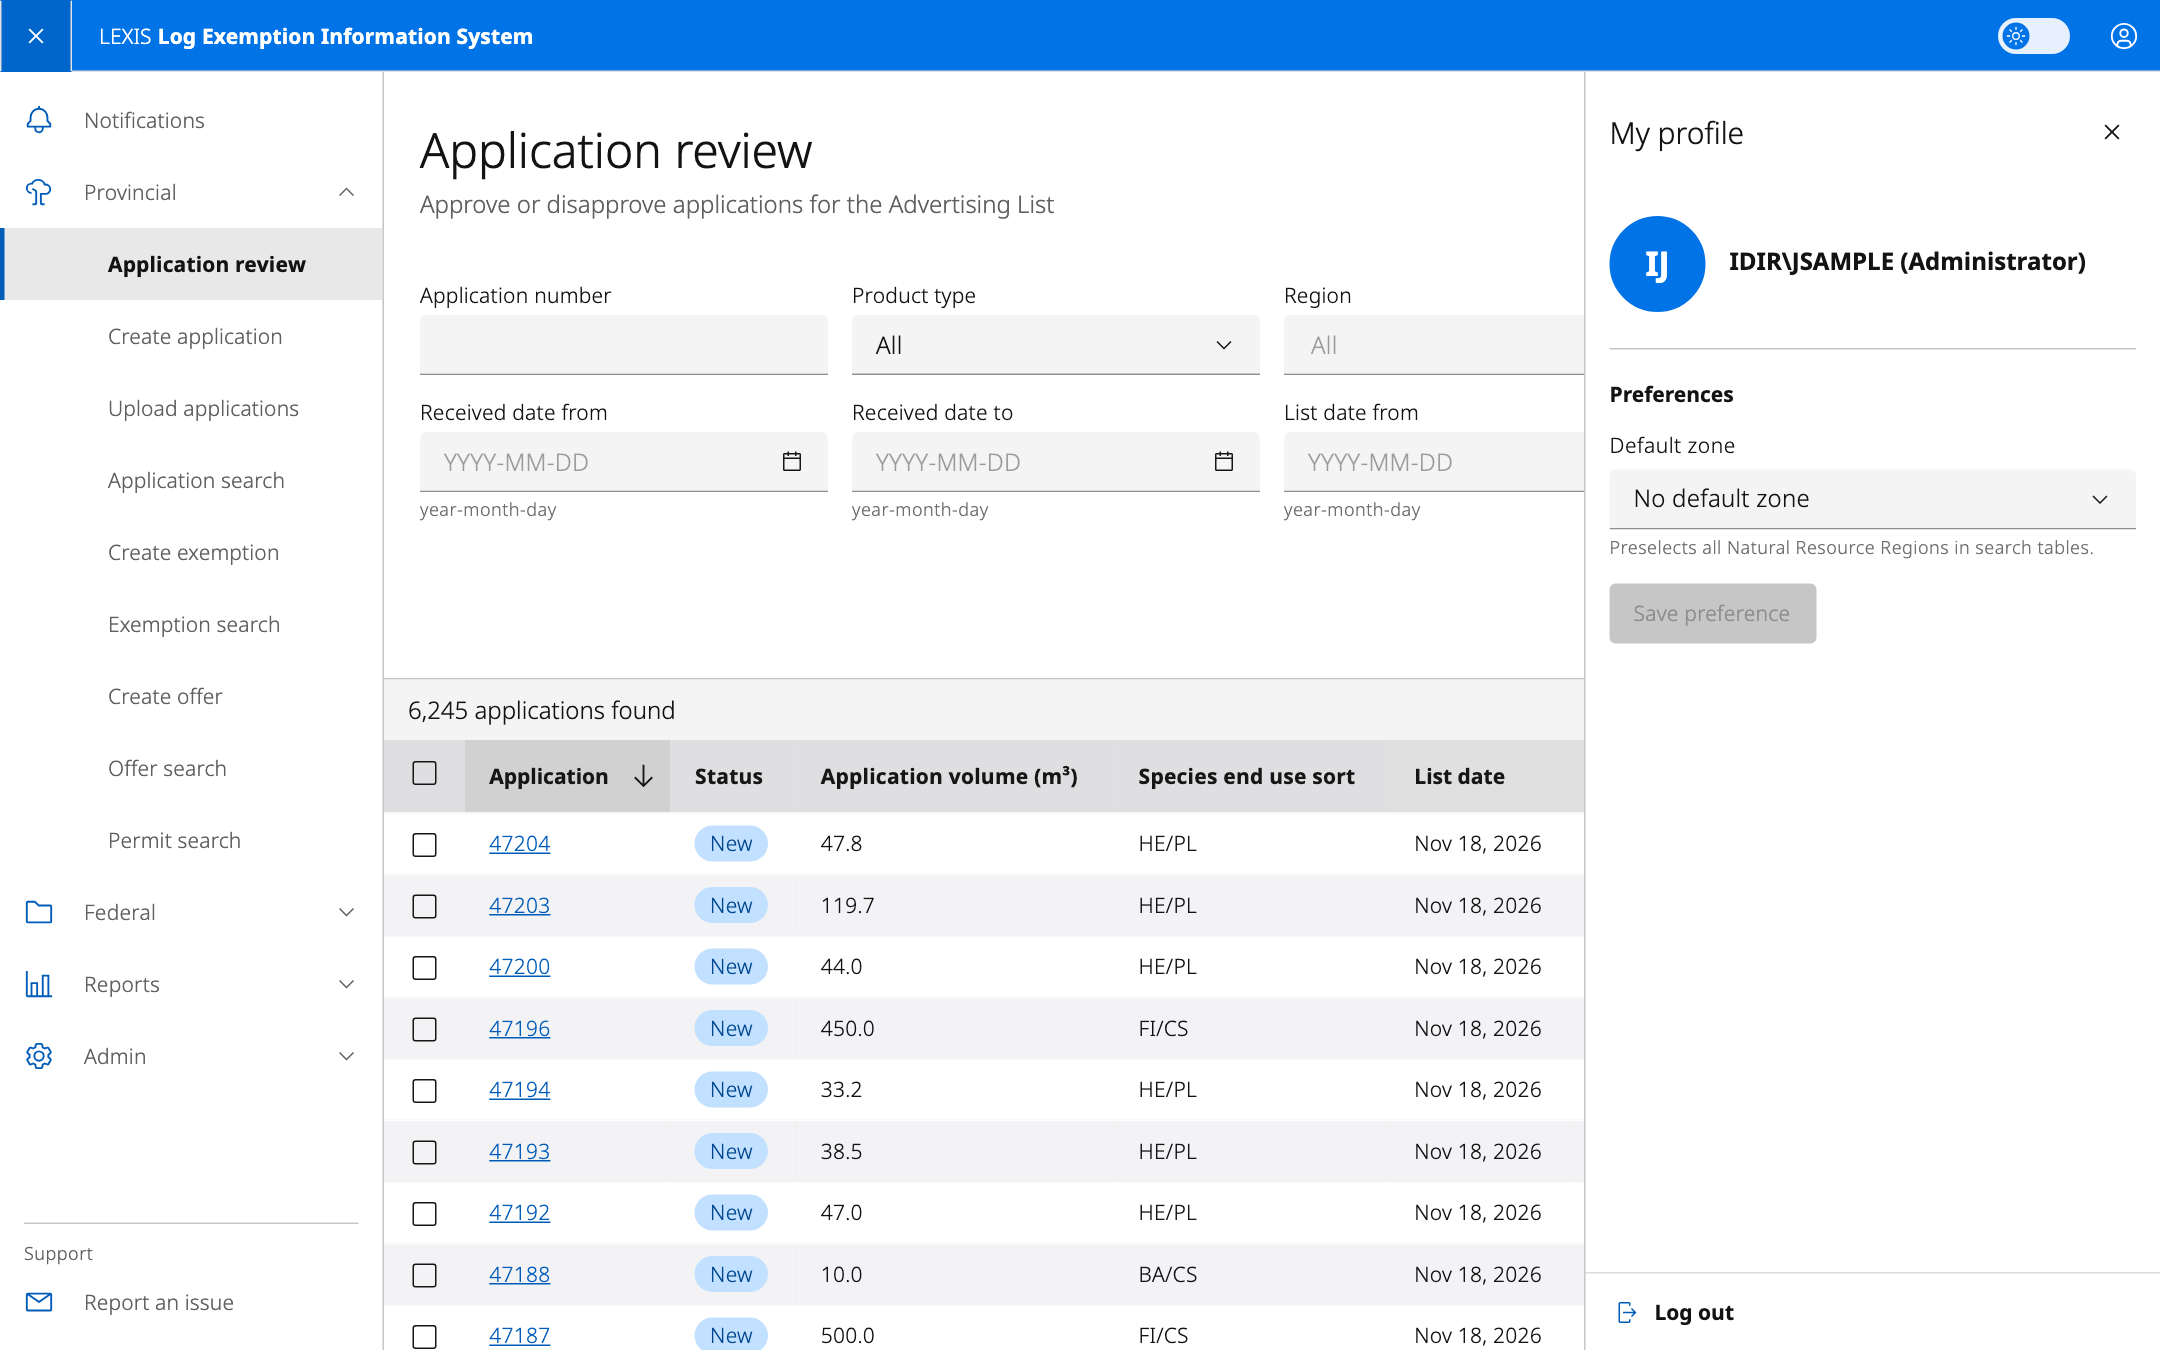 LEXIS Log Exemption Information System
Notifications
Provincial
Application review
Create application
Upload applications
Application search
Create exemption
Exemption search
Create offer
Offer search
Permit search
Federal
Reports
Admin
Support
Report an issue
Application review
Approve or disapprove applications for the Advertising List
Application number
Product type
Region
All
All
Received date from
Received date to
List date from
YYYY-MM-DD
YYYY-MM-DD
YYYY-MM-DD
year-month-day
year-month-day
year-month-day
6,245 applications found
Application Status Application volume (m³) Species end use sort List date
47204 New 47.8 HE/PL Nov 18, 2026
47203 New 119.7 HE/PL Nov 18, 2026
47200 New 44.0 HE/PL Nov 18, 2026
47196 New 450.0 FI/CS Nov 18, 2026
47194 New 33.2 HE/PL Nov 18, 2026
47193 New 38.5 HE/PL Nov 18, 2026
47192 New 47.0 HE/PL Nov 18, 2026
47188 New 10.0 BA/CS Nov 18, 2026
47187 New 500.0 FI/CS Nov 18, 2026
My profile
IJ
IDIR\JSAMPLE (Administrator)
Preferences
Default zone
No default zone
Preselects all Natural Resource Regions in search tables.
Save preference
Log out